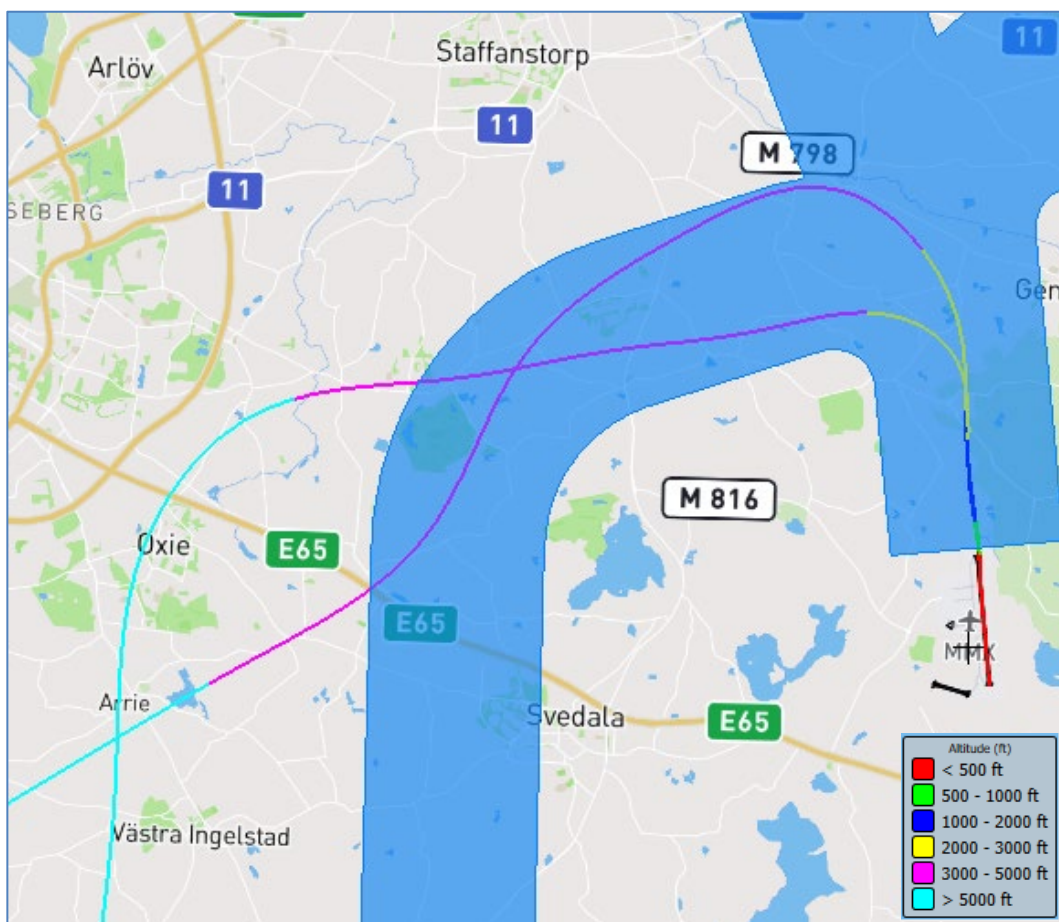 11
Staffanstorp
Arlöv
11
M 798
11
SEBERG
Gen
M 816
Oxie
E65
E65
MMX
Arrie
Svedala
E65
Västra Ingelstad
Altitude (ft)
< 500 ft
500 - 1000 ft
1000 - 2000 ft
2000 - 3000 ft
3000 - 5000 ft
> 5000 ft